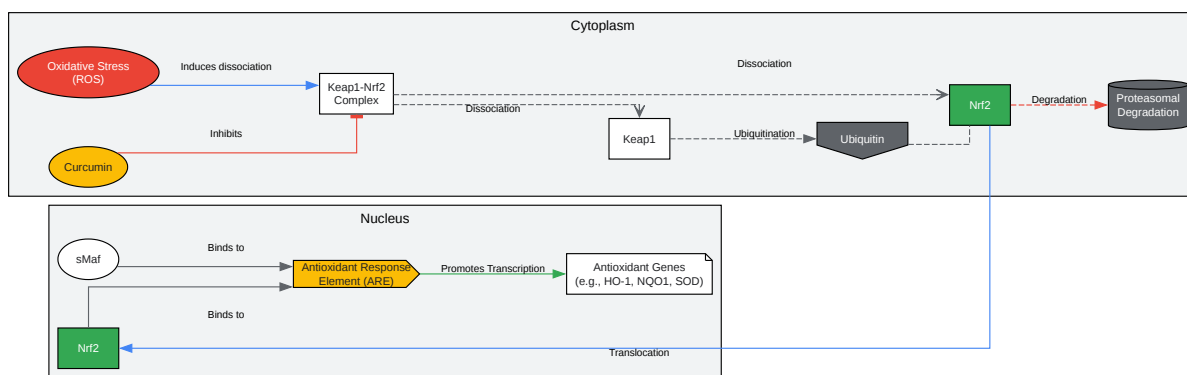 Cytoplasm
Oxidative Stress
(ROS)
Induces dissociation
Keap1-Nrf2
Complex
Dissociation
Dissociation
Nrf2
Degradation
Proteasomal
Degradation
Inhibits
Curcumin
Keap1
Ubiquitination
Ubiquitin
Nucleus
sMaf
Binds to
Antioxidant Response
Element (ARE)
Promotes Transcription
Antioxidant Genes
(e.g., HO-1, NQO1, SOD)
Binds to
Nrf2
Translocation